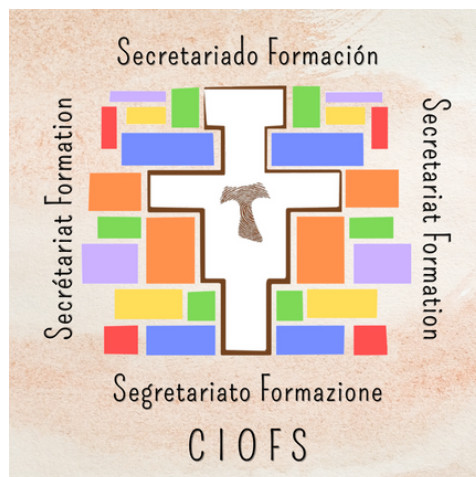 Secretariado Formación
Secrétariat Formation
Secretariat Formation
Segretariato Formazione
CIOFS